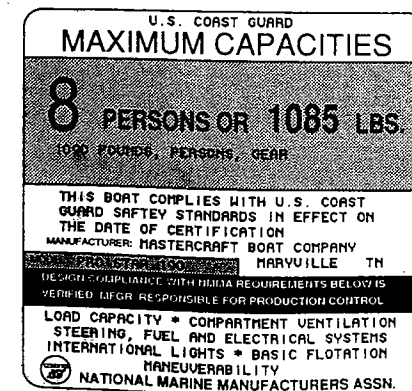 U.S. COAST GUARD
MAXIMUM CAPACITIES
8 PERSONS OR 1085 LBS.
1090 POUNDS, PERSONS, GEAR
THIS BOAT COMPLIES WITH U.S. COAST
GUARD SAFTEY STANDARDS IN EFFECT ON
THE DATE OF CERTIFICATION
MANUFACTURER: MASTERCRAFT BOAT COMPANY
PROSTAR 190 MARYVILLE TN
DESIGN COMPLIANCE WITH NMMA REQUIREMENTS BELOW IS
VERIFIED. MFGR. RESPONSIBLE FOR PRODUCTION CONTROL
LOAD CAPACITY * COMPARTMENT VENTILATION
STEERING, FUEL AND ELECTRICAL SYSTEMS
INTERNATIONAL LIGHTS * BASIC FLOTATION
MANEUVERABILITY
NATIONAL MARINE MANUFACTURERS ASSN.